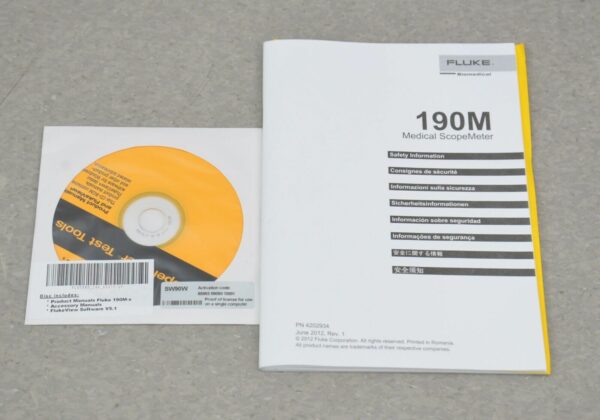 FLUKE
Biomedical
190M
Medical ScopeMeter
Safety Information
Consignes de sécurité
Informazioni sulla sicurezza
Sicherheitsinformationen
Información sobre seguridad
Informações de segurança
安全に関する情報
安全须知
PN 4202934
June 2012, Rev. 1
© 2012 Fluke Corporation. All rights reserved. Printed in Romania.
All product names are trademarks of their respective companies.
Product Manuals
Test Tools
Disc includes:
* Product Manuals Fluke 190M
* Accessory Manuals
* FlukeView Software V5.1
SW90W
Activation code:
Proof of license for use
on a single computer